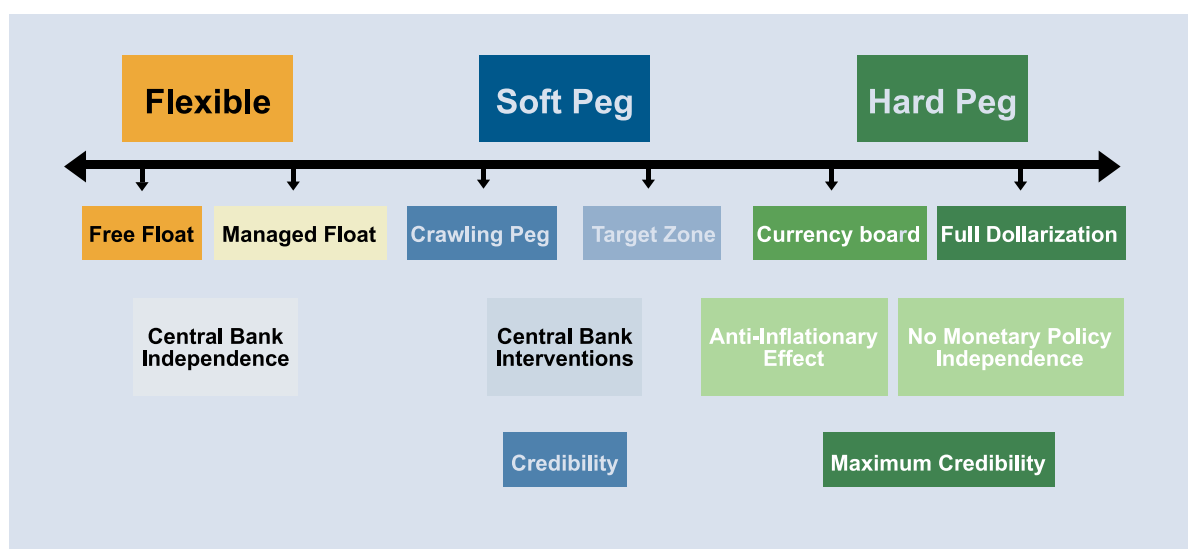 Flexible
Soft Peg
Hard Peg
Free Float
Managed Float
Crawling Peg
Target Zone
Currency board
Full Dollarization
Central Bank
Independence
Central Bank
Interventions
Anti-Inflationary
Effect
No Monetary Policy
Independence
Credibility
Maximum Credibility